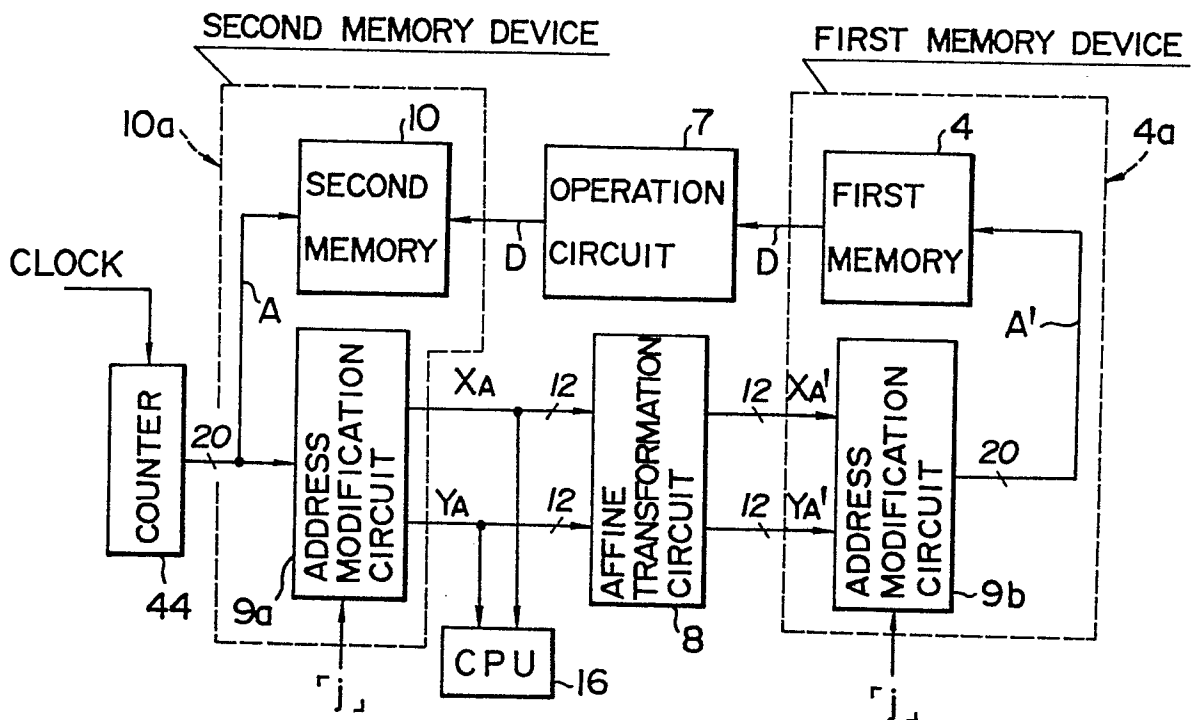 SECOND MEMORY DEVICE
FIRST MEMORY DEVICE
10a
10
7
4
4a
SECOND
MEMORY
OPERATION
CIRCUIT
FIRST
MEMORY
D
D
CLOCK
A
A'
COUNTER
44
20
ADDRESS
MODIFICATION
CIRCUIT
9a
XA
12
YA
12
AFFINE
TRANSFORMATION
CIRCUIT
8
12
XA'
12
YA'
ADDRESS
MODIFICATION
CIRCUIT
9b
20
CPU
16
「j」
「j」